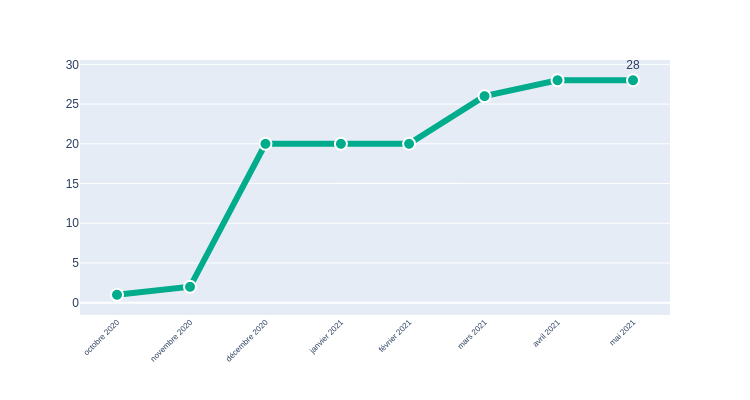 30
28
25
20
15
10
5
0
octobre 2020
novembre 2020
décembre 2020
janvier 2021
février 2021
mars 2021
avril 2021
mai 2021